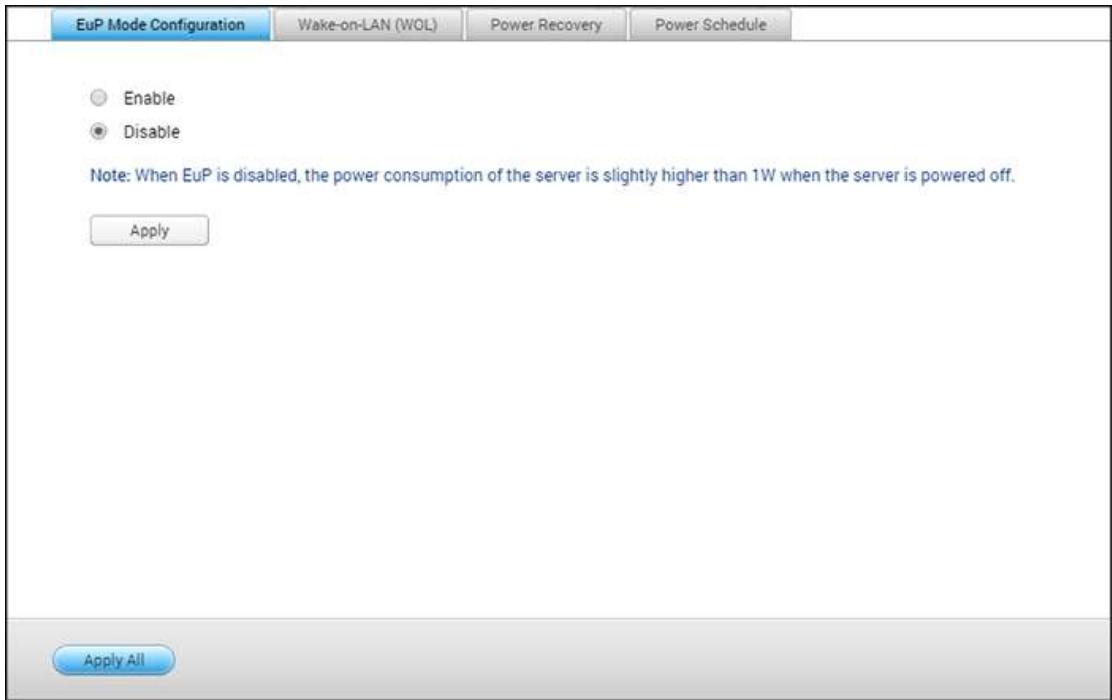 EuP Mode Configuration
Wake-on-LAN (WOL)
Power Recovery
Power Schedule
Enable
Disable
Note: When EuP is disabled, the power consumption of the server is slightly higher than 1W when the server is powered off.
Apply
Apply All